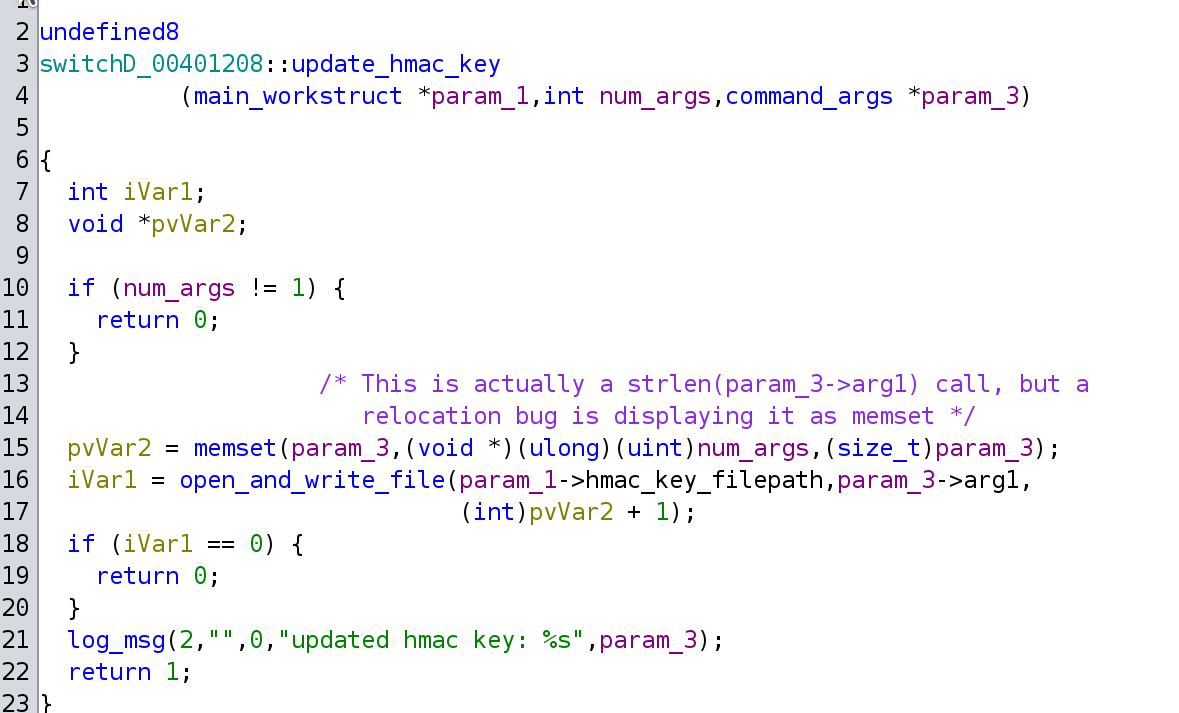 2 undefined8
3 switchD_00401208::update_hmac_key
4           (main_workstruct *param_1,int num_args,command_args *param_3)
5
6 {
7   int iVar1;
8   void *pvVar2;
9
10   if (num_args != 1) {
11     return 0;
12   }
13                     /* This is actually a strlen(param_3->arg1) call, but a
14                        relocation bug is displaying it as memset */
15   pvVar2 = memset(param_3,(void *)(ulong)(uint)num_args,(size_t)param_3);
16   iVar1 = open_and_write_file(param_1->hmac_key_filepath,param_3->arg1,
17                               (int)pvVar2 + 1);
18   if (iVar1 == 0) {
19     return 0;
20   }
21   log_msg(2,"",0,"updated hmac key: %s",param_3);
22   return 1;
23 }